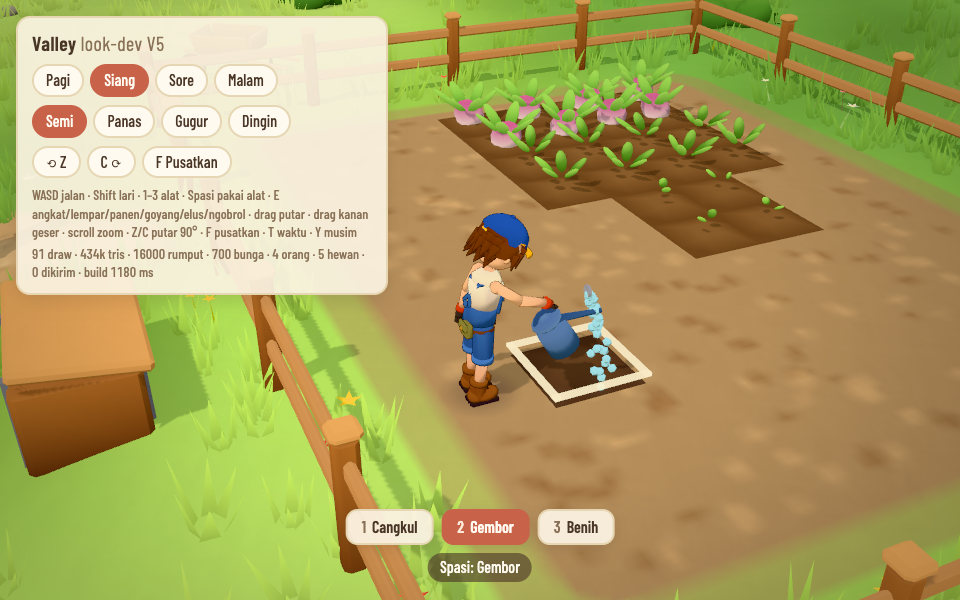 Valley look-dev V5
Pagi Siang Sore Malam
Semi Panas Gugur Dingin
⟲ Z C ⟳ F Pusatkan
WASD jalan · Shift lari · 1–3 alat · Spasi pakai alat · E
angkat/lempar/panen/goyang/elus/ngobrol · drag putar · drag kanan
geser · scroll zoom · Z/C putar 90° · F pusatkan · T waktu · Y musim
91 draw · 434k tris · 16000 rumput · 700 bunga · 4 orang · 5 hewan ·
0 dikirim · build 1180 ms
1 Cangkul 2 Gembor 3 Benih
Spasi: Gembor